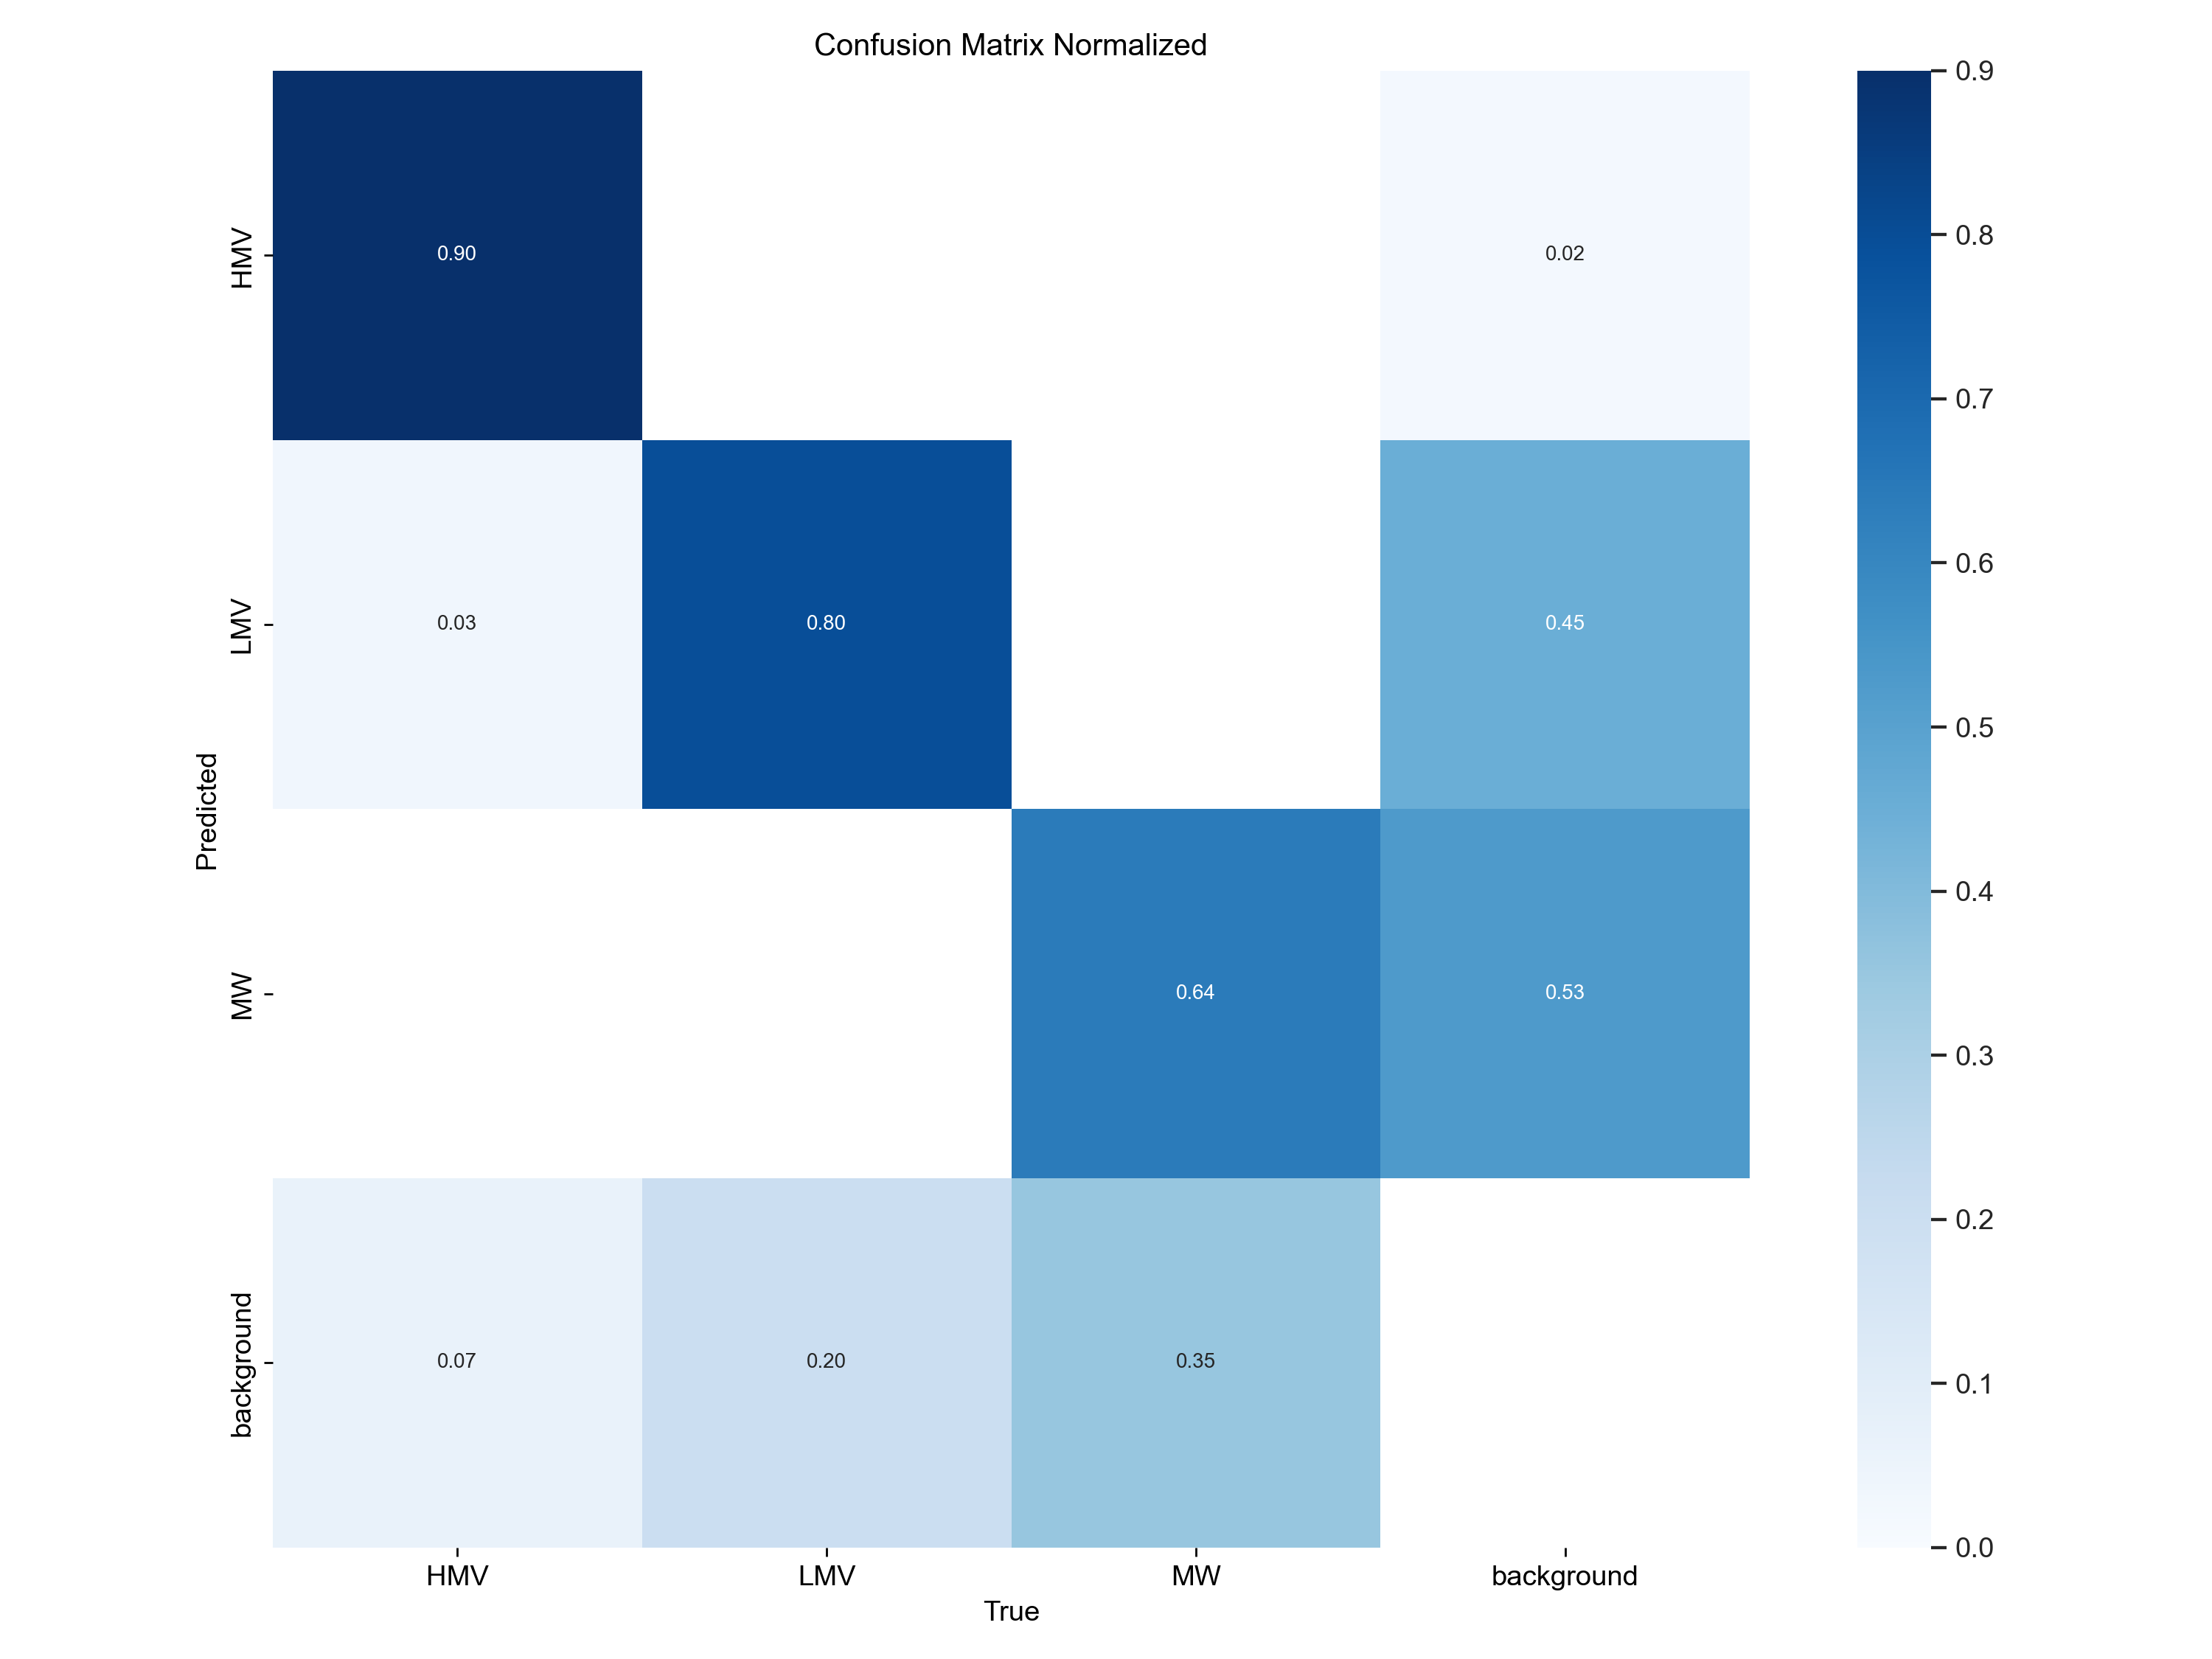 Confusion Matrix Normalized
HMV
0.90
0.02
LMV
0.03
0.80
0.45
MW
0.64
0.53
background
0.07
0.20
0.35
HMV
LMV
MW
background
True
Predicted
0.9
0.8
0.7
0.6
0.5
0.4
0.3
0.2
0.1
0.0